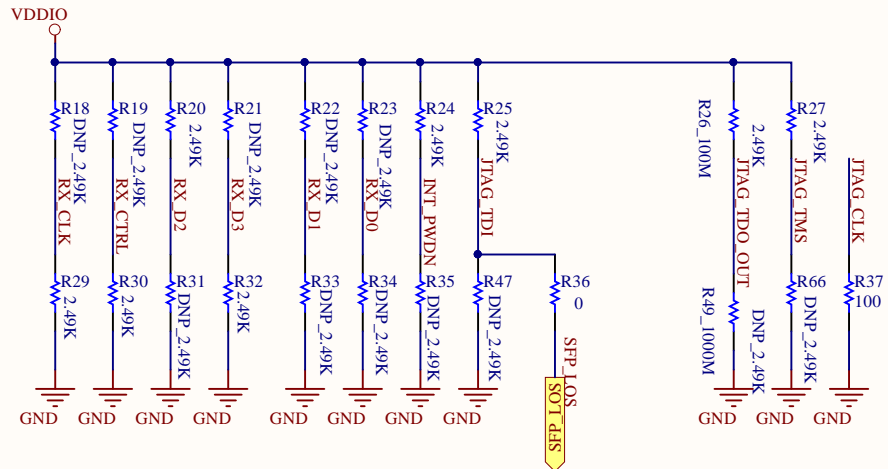 VDDIO
R18
DNP_2.49K
RX_CLK
R29
2.49K
GND
R19
DNP_2.49K
RX_CTRL
R30
2.49K
GND
R20
2.49K
RX_D2
R31
DNP_2.49K
GND
R21
DNP_2.49K
RX_D3
R32
2.49K
GND
R22
DNP_2.49K
RX_D1
R33
DNP_2.49K
GND
R23
DNP_2.49K
RX_D0
R34
DNP_2.49K
GND
R24
2.49K
INT_PWDN
R35
DNP_2.49K
GND
R25
2.49K
JTAG_TDI
R47
DNP_2.49K
GND
R36
0
SFP_LOS
SFP_LOS
R26_100M
2.49K
JTAG_TDO_OUT
R49_1000M
DNP_2.49K
GND
R27
2.49K
JTAG_TMS
R66
DNP_2.49K
GND
JTAG_CLK
R37
100
GND